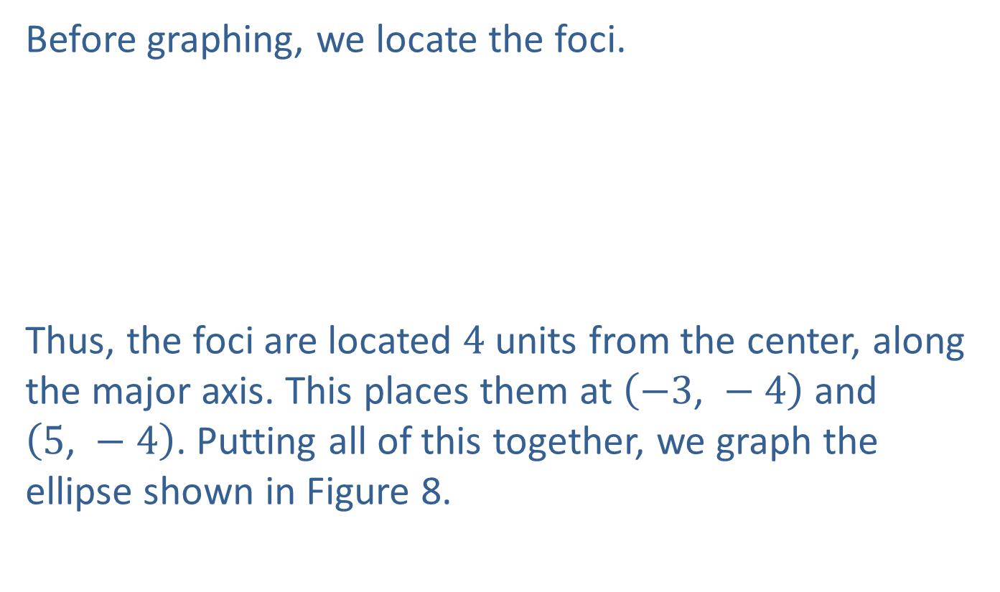 Before graphing, we locate the foci.
Thus, the foci are located 4 units from the center, along
the major axis. This places them at (−3, − 4) and
(5, − 4). Putting all of this together, we graph the
ellipse shown in Figure 8.